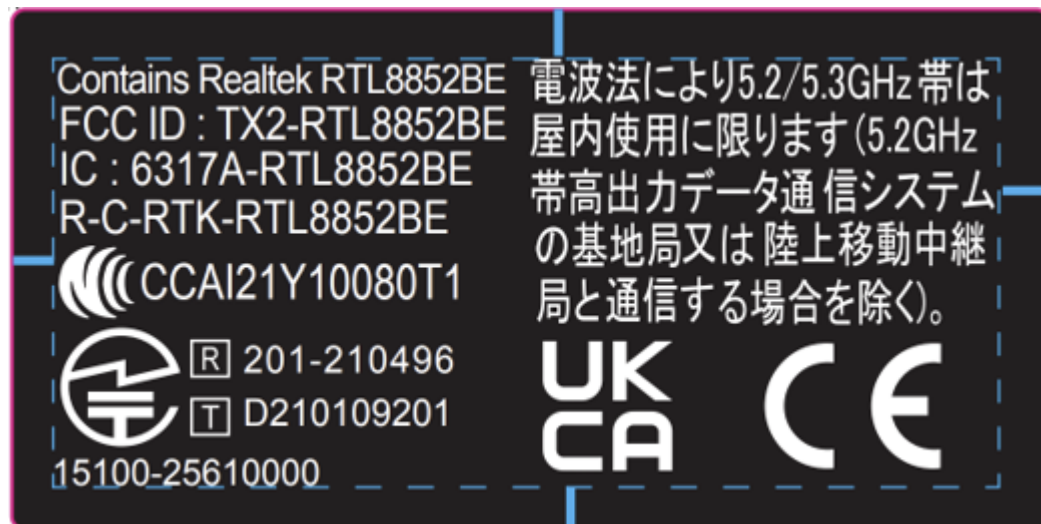 Contains Realtek RTL8852BE
FCC ID : TX2-RTL8852BE
IC : 6317A-RTL8852BE
R-C-RTK-RTL8852BE
CCAI21Y10080T1
R 201-210496
T D210109201
15100-25610000
電波法により5.2/5.3GHz 帯は
屋内使用に限ります(5.2GHz
帯高出力データ通信システム
の基地局又は 陸上移動中継
局と通信する場合を除く)。
UK
CA
CE